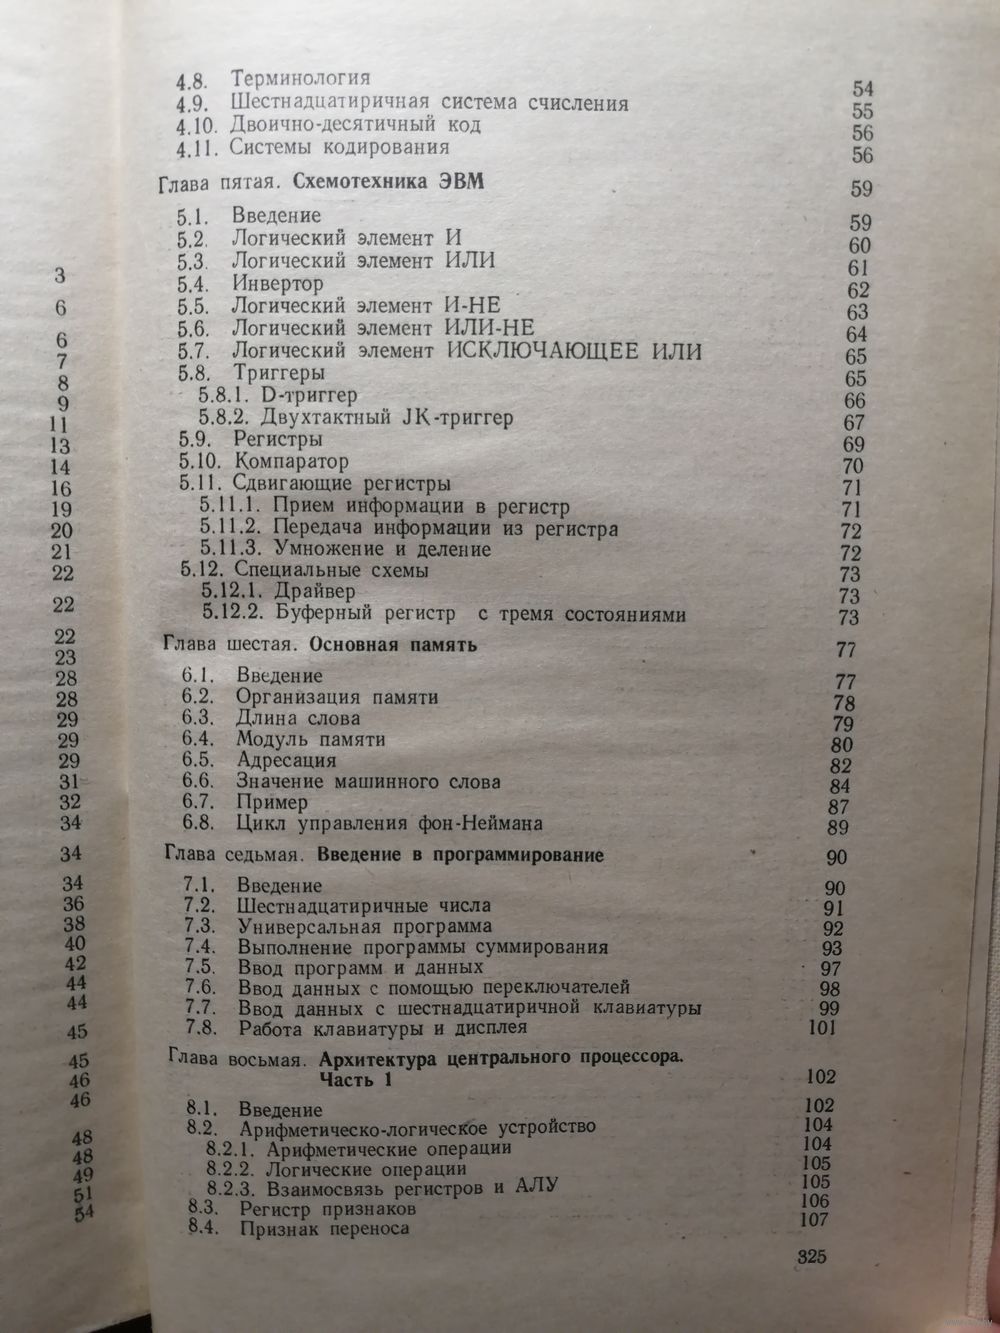 3
6
6
7
8
9
11
13
14
16
19
20
21
22
22
22
23
28
28
29
29
29
31
32
34
34
34
36
38
40
42
44
44
45
45
46
46
48
48
49
51
54
4.8. Терминология 54
4.9. Шестнадцатиричная система счисления 55
4.10. Двоично-десятичный код 56
4.11. Системы кодирования 56
Глава пятая. Схемотехника ЭВМ 59
5.1. Введение 59
5.2. Логический элемент И 60
5.3. Логический элемент ИЛИ 61
5.4. Инвертор 62
5.5. Логический элемент И-НЕ 63
5.6. Логический элемент ИЛИ-НЕ 64
5.7. Логический элемент ИСКЛЮЧАЮЩЕЕ ИЛИ 65
5.8. Триггеры 65
5.8.1. D-триггер 66
5.8.2. Двухтактный JK-триггер 67
5.9. Регистры 69
5.10. Компаратор 70
5.11. Сдвигающие регистры 71
5.11.1. Прием информации в регистр 71
5.11.2. Передача информации из регистра 72
5.11.3. Умножение и деление 72
5.12. Специальные схемы 73
5.12.1. Драйвер 73
5.12.2. Буферный регистр с тремя состояниями 73
Глава шестая. Основная память 77
6.1. Введение 77
6.2. Организация памяти 78
6.3. Длина слова 79
6.4. Модуль памяти 80
6.5. Адресация 82
6.6. Значение машинного слова 84
6.7. Пример 87
6.8. Цикл управления фон-Неймана 89
Глава седьмая. Введение в программирование 90
7.1. Введение 90
7.2. Шестнадцатиричные числа 91
7.3. Универсальная программа 92
7.4. Выполнение программы суммирования 93
7.5. Ввод программ и данных 97
7.6. Ввод данных с помощью переключателей 98
7.7. Ввод данных с шестнадцатиричной клавиатуры 99
7.8. Работа клавиатуры и дисплея 101
Глава восьмая. Архитектура центрального процессора.
Часть 1 102
8.1. Введение 102
8.2. Арифметическо-логическое устройство 104
8.2.1. Арифметические операции 104
8.2.2. Логические операции 105
8.2.3. Взаимосвязь регистров и АЛУ 105
8.3. Регистр признаков 106
8.4. Признак переноса 107
325